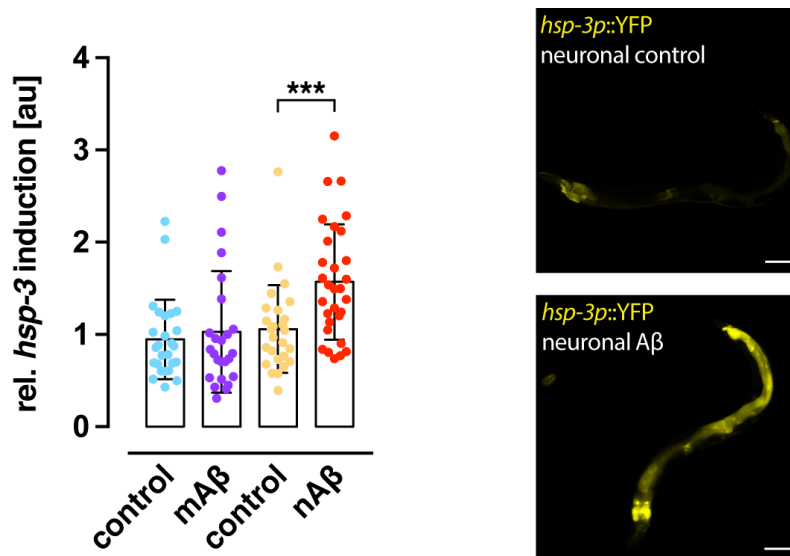 rel. hsp-3 induction [au]
4
3
2
1
0
***
control
mAβ
control
nAβ
hsp-3p::YFP
neuronal control
hsp-3p::YFP
neuronal Aβ